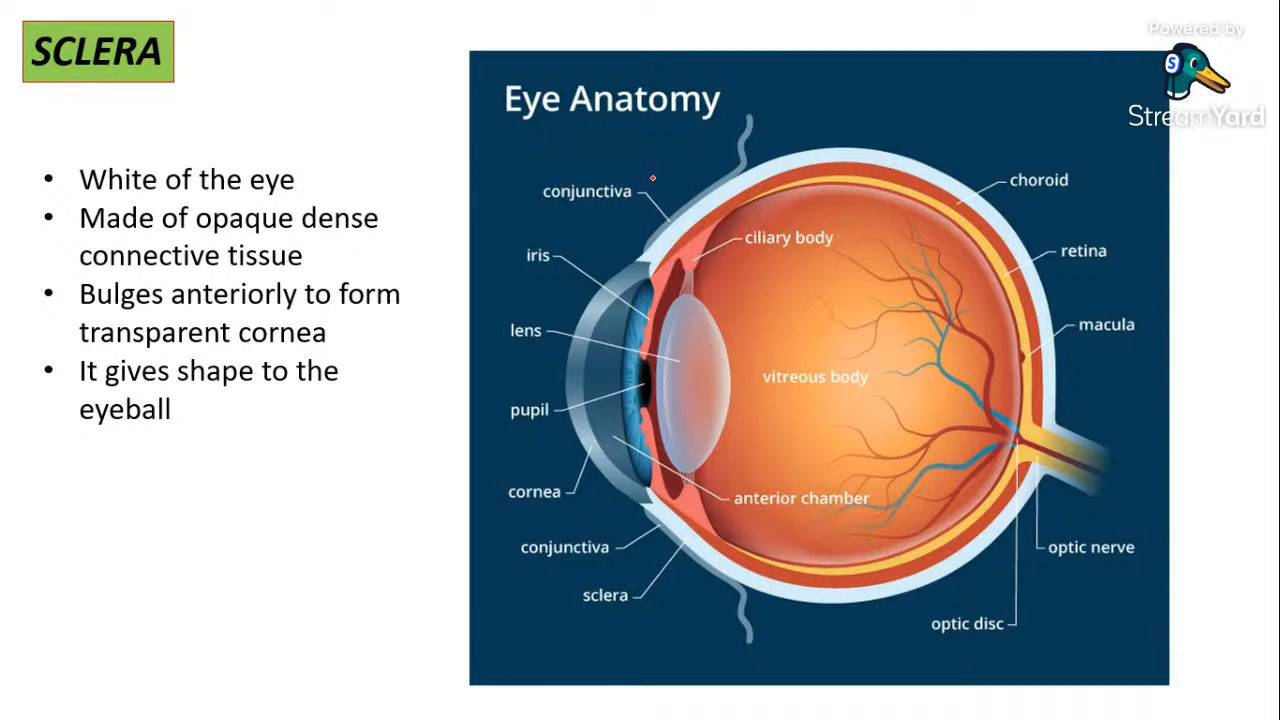 SCLERA
• White of the eye
• Made of opaque dense
connective tissue
• Bulges anteriorly to form
transparent cornea
• It gives shape to the
eyeball
Eye Anatomy
conjunctiva
iris
lens
pupil
cornea
conjunctiva
sclera
ciliary body
vitreous body
anterior chamber
choroid
retina
macula
optic nerve
optic disc
Powered by
S
StreamYard